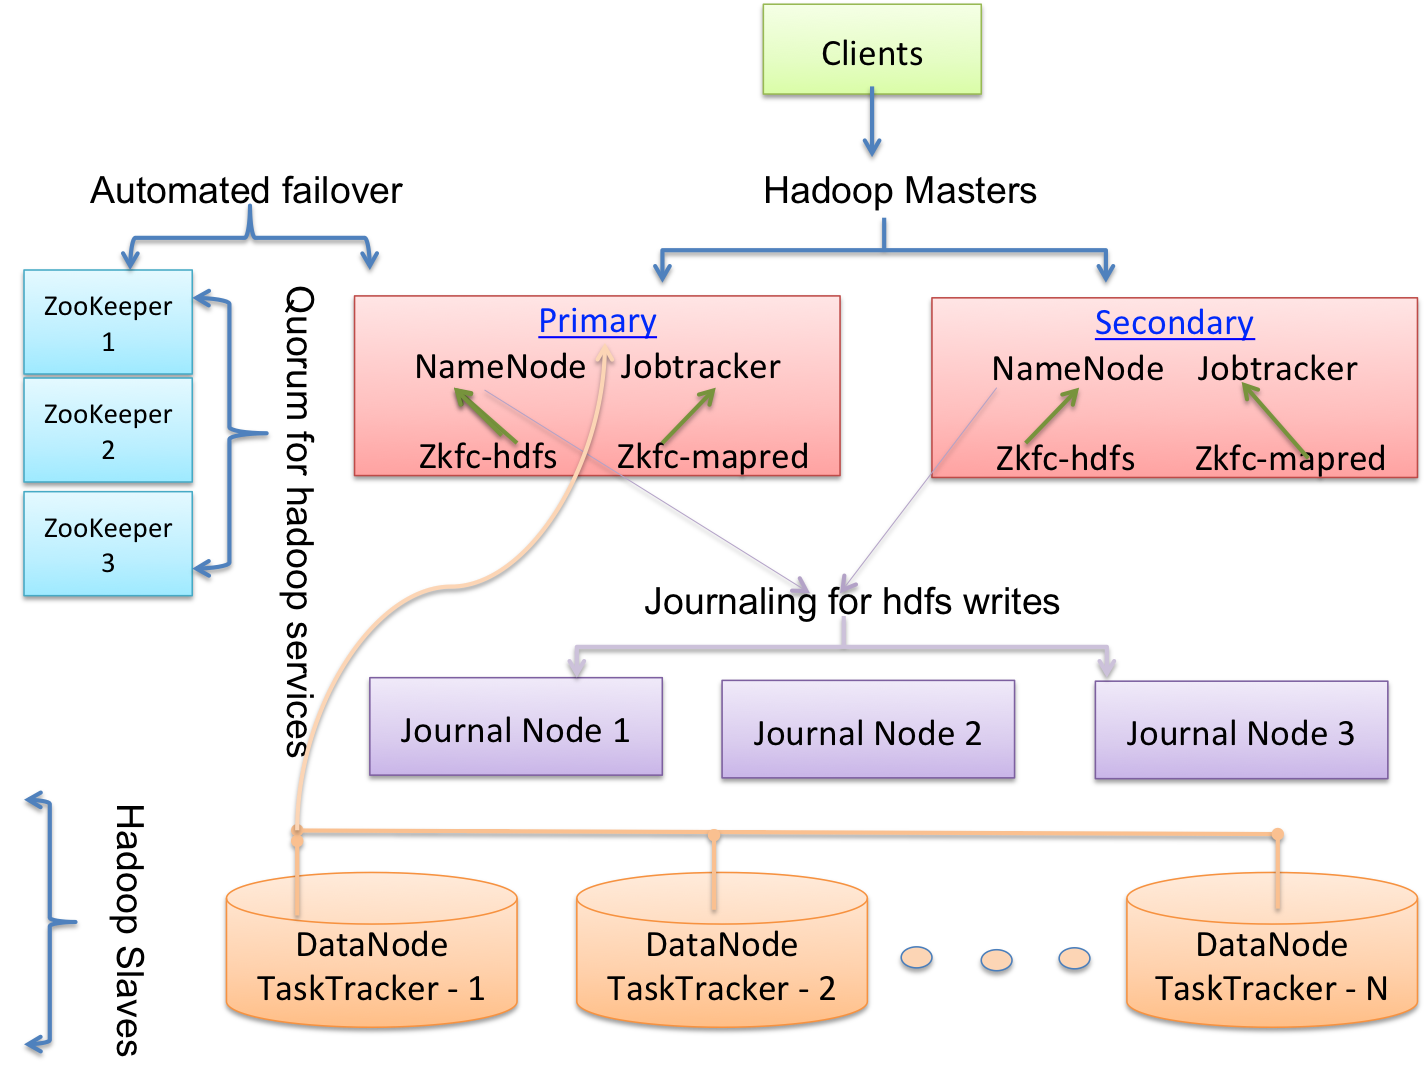 Clients
Automated failover
Hadoop Masters
ZooKeeper
1
ZooKeeper
2
ZooKeeper
3
Quorum for hadoop services
Primary
NameNode Jobtracker
Zkfc-hdfs Zkfc-mapred
Secondary
NameNode Jobtracker
Zkfc-hdfs Zkfc-mapred
Journaling for hdfs writes
Journal Node 1
Journal Node 2
Journal Node 3
Hadoop Slaves
DataNode
TaskTracker - 1
DataNode
TaskTracker - 2
DataNode
TaskTracker - N